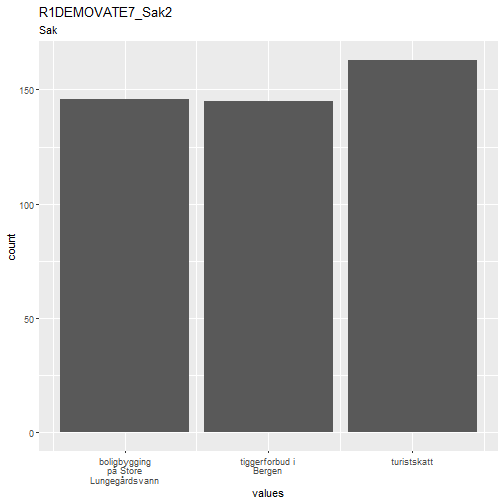 R1DEMOVATE7_Sak2
Sak
150
100
50
0
count
boligbygging
på Store
Lungegårdsvann
tiggerforbud i
Bergen
turistskatt
values